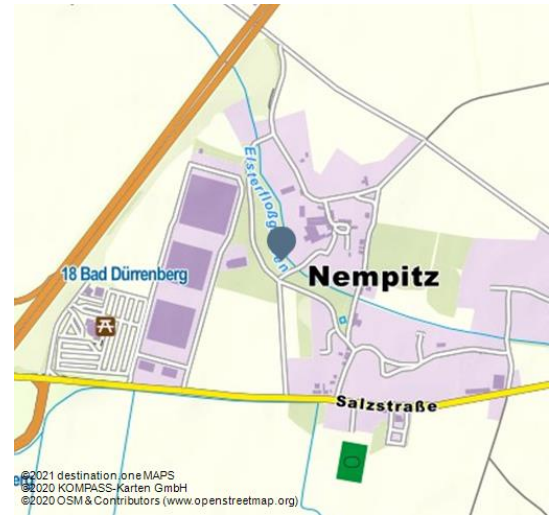 Elsterfloßgraben
18 Bad Dürrenberg
Nempitz
Salzstraße
©2021 destination.one MAPS
©2020 KOMPASS-Karten GmbH
©2020 OSM & Contributors (www.openstreetmap.org)